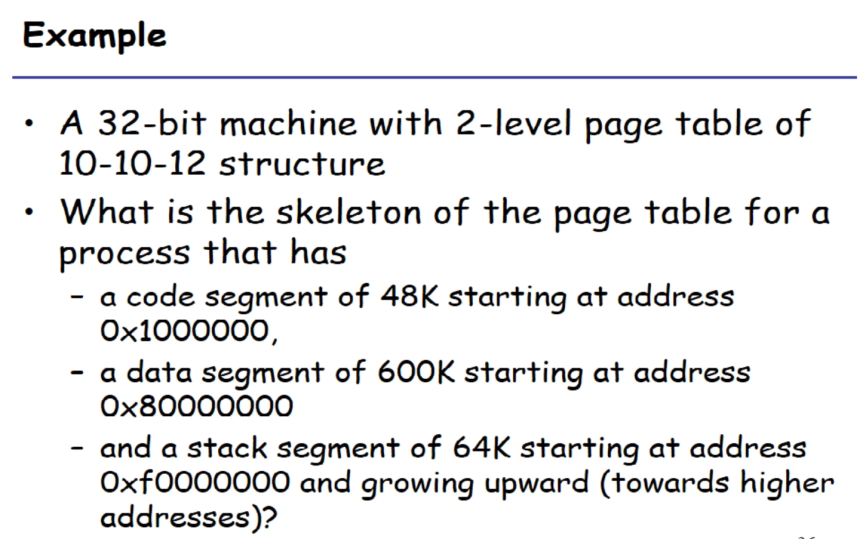 Example
• A 32-bit machine with 2-level page table of
10-10-12 structure
• What is the skeleton of the page table for a
process that has
– a code segment of 48K starting at address
0x1000000,
– a data segment of 600K starting at address
0x80000000
– and a stack segment of 64K starting at address
0xf0000000 and growing upward (towards higher
addresses)?